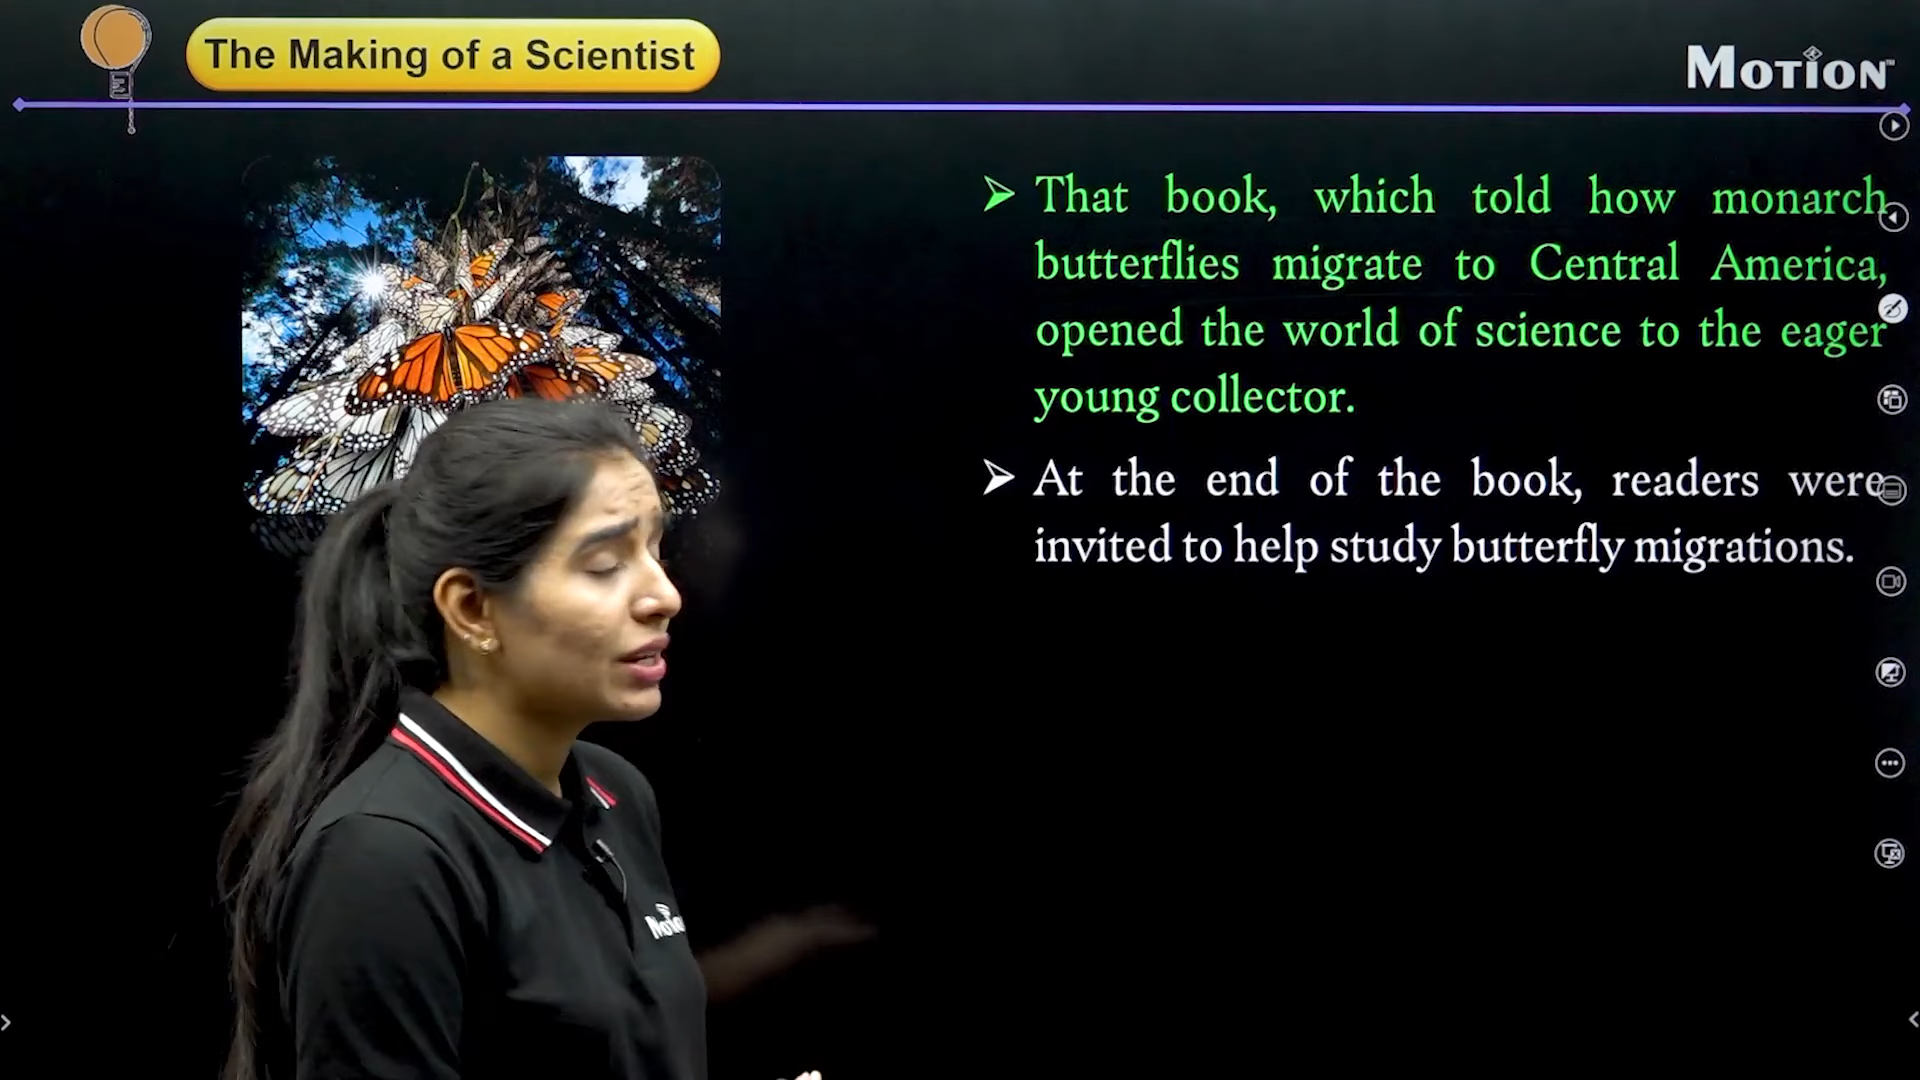 The Making of a Scientist
MOTION™
➢ That book, which told how monarch
butterflies migrate to Central America,
opened the world of science to the eager
young collector.
➢ At the end of the book, readers were
invited to help study butterfly migrations.